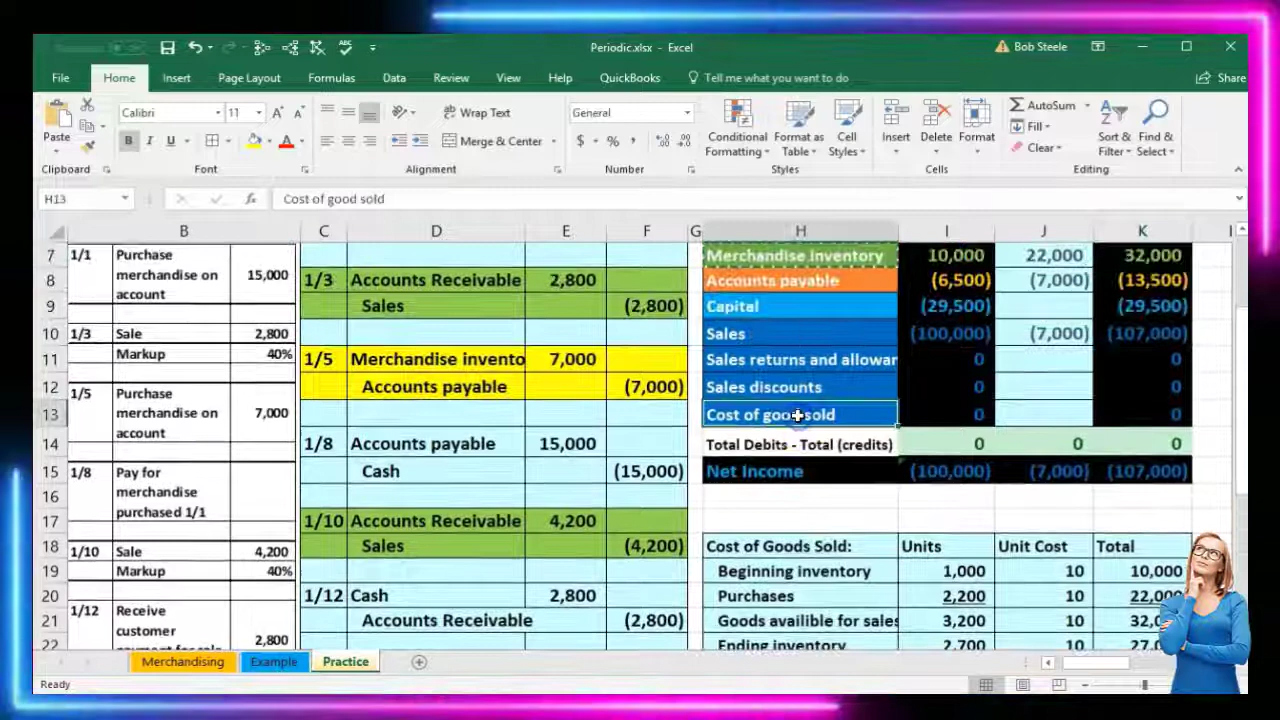 Periodic.xlsx - Excel
Bob Steele
File Home Insert Page Layout Formulas Data Review View Help QuickBooks Tell me what you want to do Share
Paste
Calibri 11
Wrap Text
General
Merge & Center
Conditional Formatting
Format as Table
Cell Styles
Insert
Delete
Format
AutoSum
Fill
Clear
Sort & Filter
Find & Select
Clipboard Font Alignment Number Styles Cells Editing
H13 fx Cost of good sold
B C D E F G H I J K
7 1/1 Purchase merchandise on account 15,000 Merchandise inventory 10,000 22,000 32,000
8 1/3 Accounts Receivable 2,800 Accounts payable (6,500) (7,000) (13,500)
9 Sales (2,800) Capital (29,500) (29,500)
10 1/3 Sale 2,800 Sales (100,000) (7,000) (107,000)
11 Markup 40% 1/5 Merchandise invento 7,000 Sales returns and allowar 0 0
12 1/5 Purchase merchandise on account 7,000 Accounts payable (7,000) Sales discounts 0 0
13 Cost of good sold 0 0
14 1/8 Accounts payable 15,000 Total Debits - Total (credits) 0 0 0
15 1/8 Pay for merchandise purchased 1/1 Cash (15,000) Net Income (100,000) (7,000) (107,000)
16
17 1/10 Accounts Receivable 4,200
18 1/10 Sale 4,200 Sales (4,200) Cost of Goods Sold: Units Unit Cost Total
19 Markup 40% Beginning inventory 1,000 10 10,000
20 1/12 Receive customer 2,800 1/12 Cash 2,800 Purchases 2,200 10 22,000
21 Accounts Receivable (2,800) Goods availible for sales 3,200 10 32,0
22 Ending inventory 2,700 10 27,0
Merchandising Example Practice
Ready